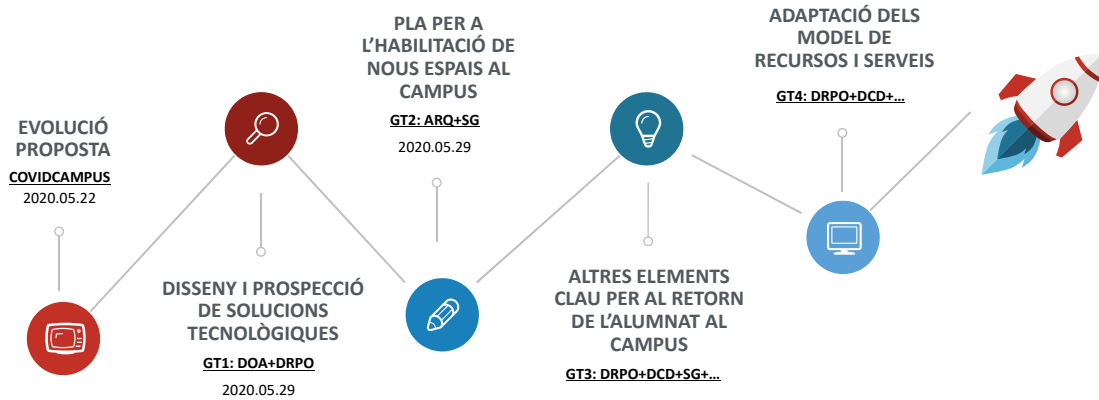 EVOLUCIÓ
PROPOSTA
COVIDCAMPUS
2020.05.22
DISSENY I PROSPECCIÓ
DE SOLUCIONS
TECNOLÒGIQUES
GT1: DOA+DRPO
2020.05.29
PLA PER A
L’HABILITACIÓ DE
NOUS ESPAIS AL
CAMPUS
GT2: ARQ+SG
2020.05.29
ALTRES ELEMENTS
CLAU PER AL RETORN
DE L’ALUMNAT AL
CAMPUS
GT3: DRPO+DCD+SG+…
ADAPTACIÓ DELS
MODEL DE
RECURSOS I SERVEIS
GT4: DRPO+DCD+…